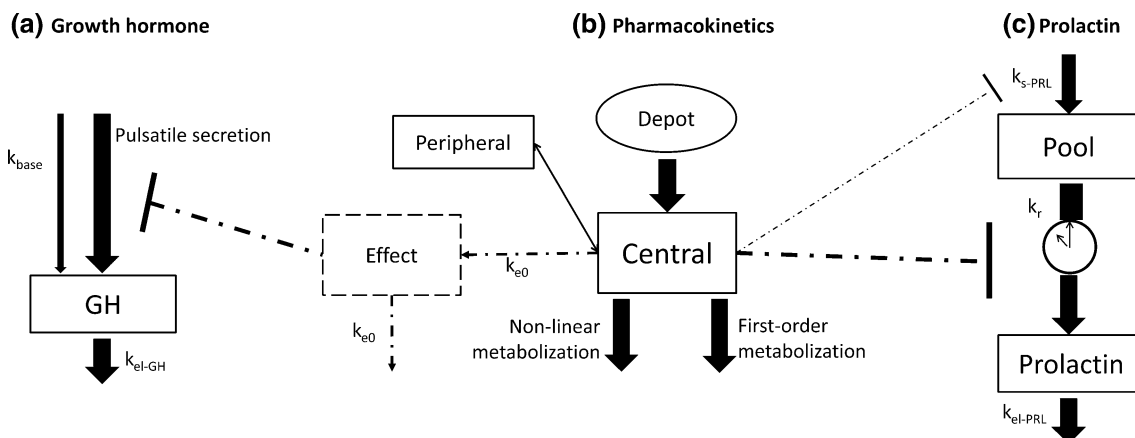 (a) Growth hormone
k_base
Pulsatile secretion
GH
k_el-GH
(b) Pharmacokinetics
Depot
Peripheral
Central
Effect
k_e0
k_e0
Non-linear
metabolization
First-order
metabolization
(c) Prolactin
k_s-PRL
Pool
k_r
Prolactin
k_el-PRL